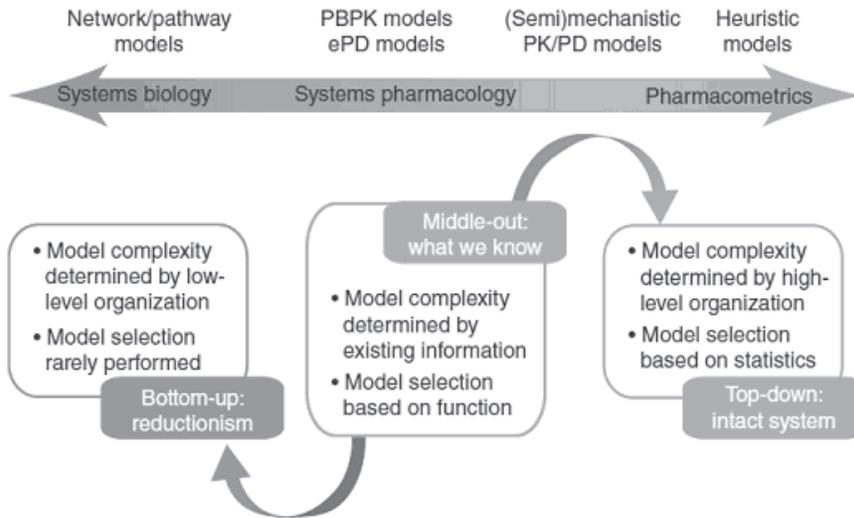 Network/pathway
models
PBPK models
ePD models
(Semi)mechanistic
PK/PD models
Heuristic
models
Systems biology
Systems pharmacology
Pharmacometrics
• Model complexity
determined by low-
level organization
• Model selection
rarely performed
Bottom-up:
reductionism
Middle-out:
what we know
• Model complexity
determined by
existing information
• Model selection
based on function
• Model complexity
determined by high-
level organization
• Model selection
based on statistics
Top-down:
intact system